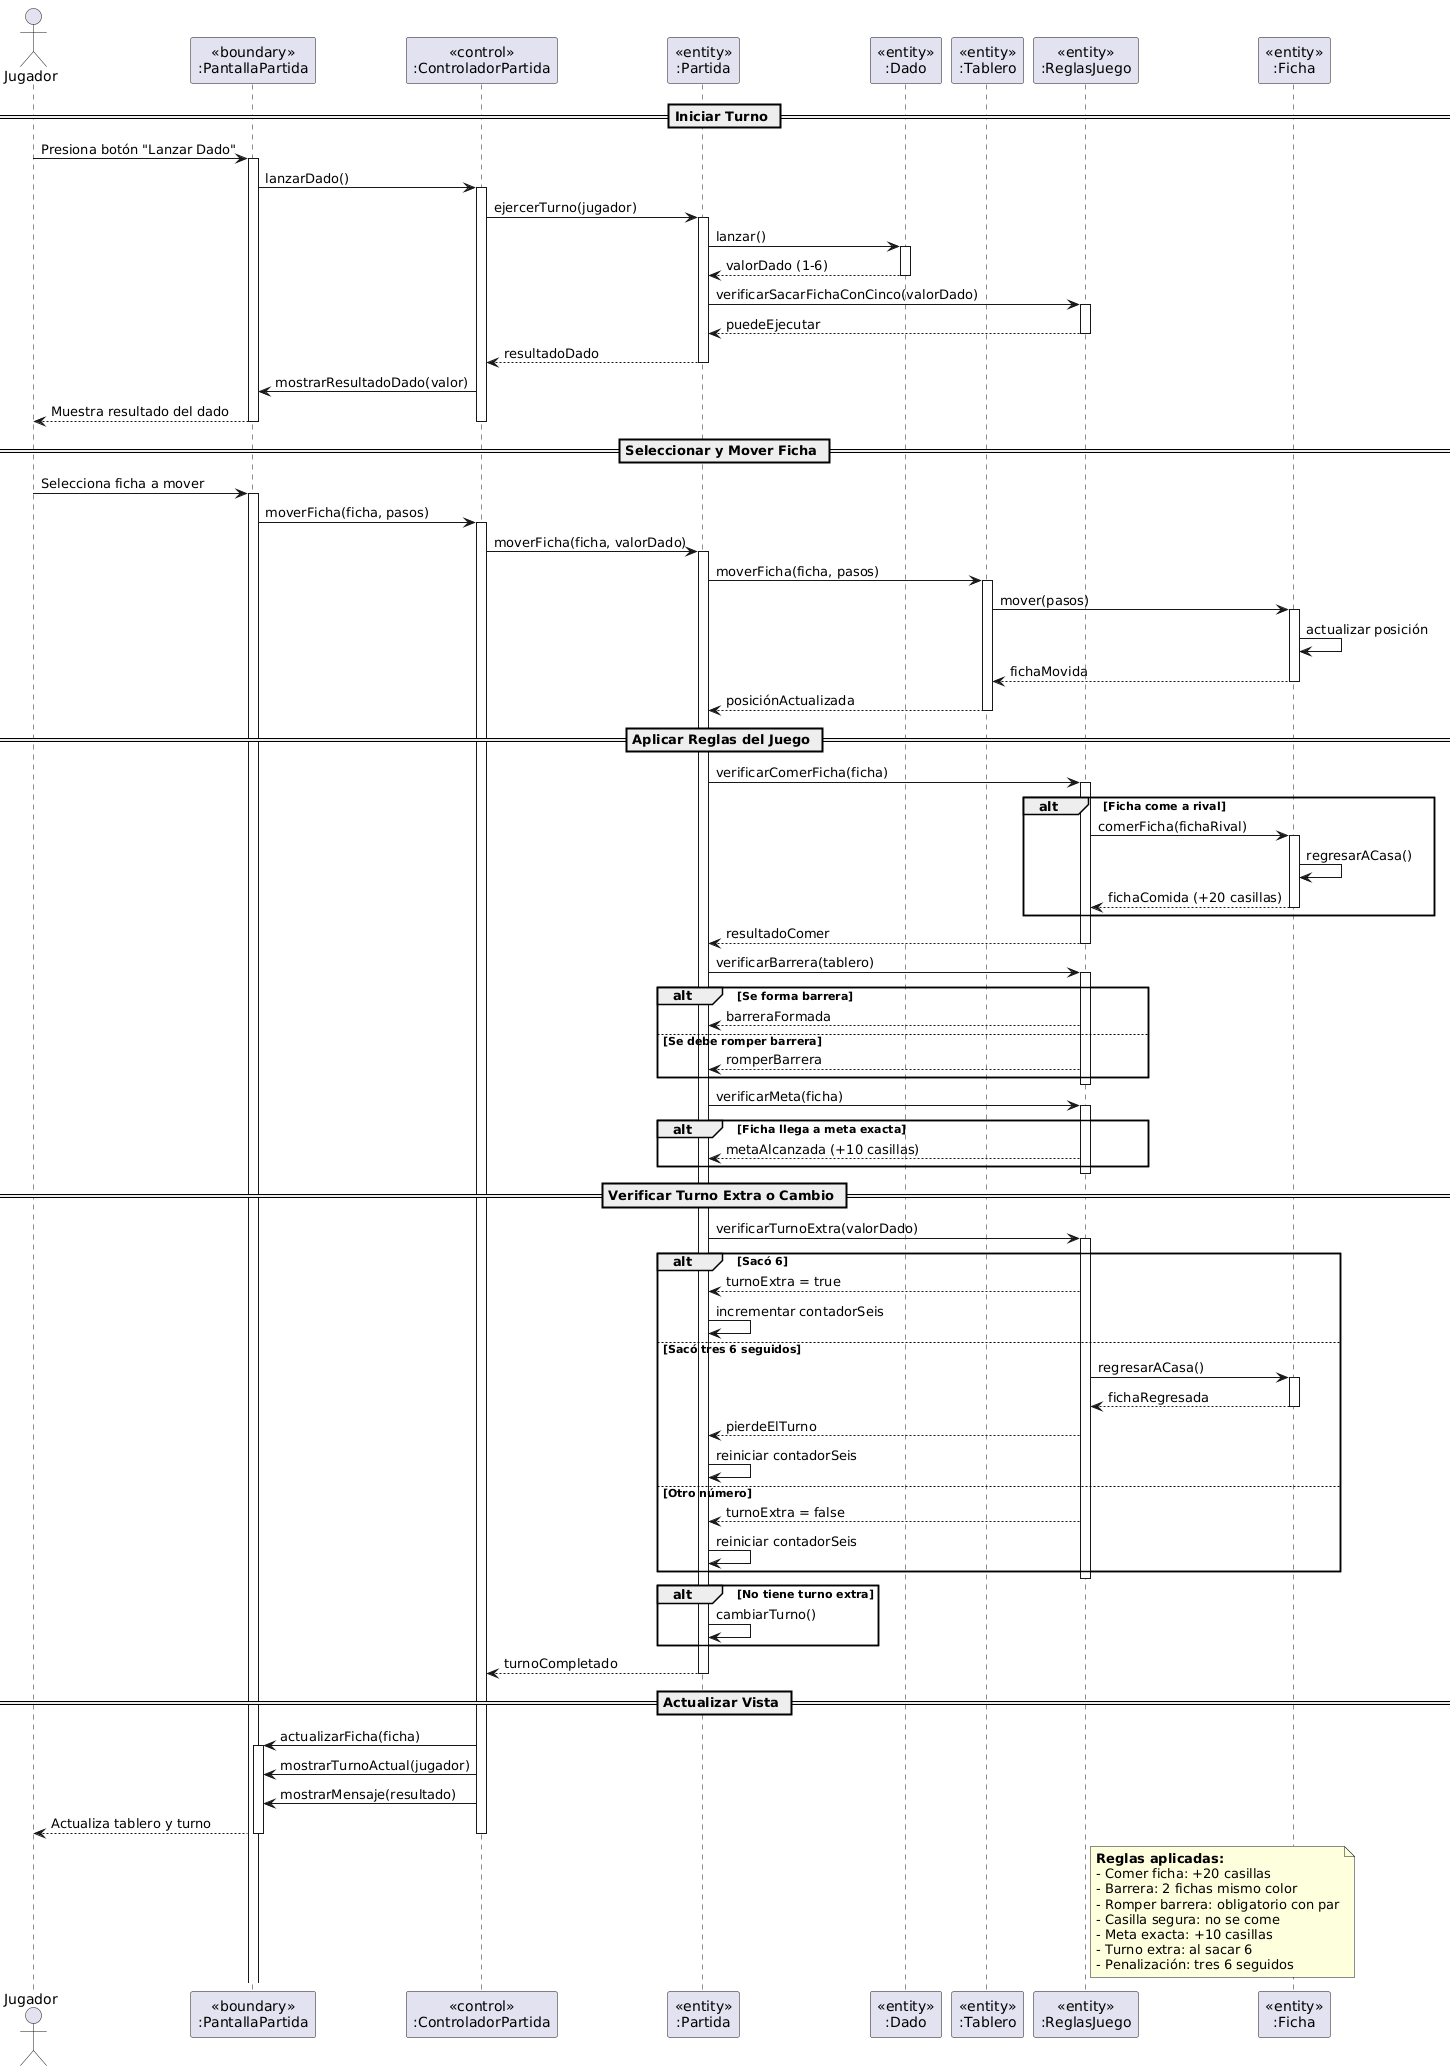 Jugador
«boundary»
:PantallaPartida
«control»
:ControladorPartida
«entity»
:Partida
«entity»
:Dado
«entity»
:Tablero
«entity»
:ReglasJuego
«entity»
:Ficha
Iniciar Turno
Presiona botón "Lanzar Dado"
lanzarDado()
ejercerTurno(jugador)
lanzar()
valorDado (1-6)
verificarSacarFichaConCinco(valorDado)
puedeEjecutar
resultadoDado
mostrarResultadoDado(valor)
Muestra resultado del dado
Seleccionar y Mover Ficha
Selecciona ficha a mover
moverFicha(ficha, pasos)
moverFicha(ficha, valorDado)
moverFicha(ficha, pasos)
mover(pasos)
actualizar posición
fichaMovida
posiciónActualizada
Aplicar Reglas del Juego
verificarComerFicha(ficha)
alt [Ficha come a rival]
comerFicha(fichaRival)
regresarACasa()
fichaComida (+20 casillas)
resultadoComer
verificarBarrera(tablero)
alt [Se forma barrera]
barreraFormada
[Se debe romper barrera]
romperBarrera
verificarMeta(ficha)
alt [Ficha llega a meta exacta]
metaAlcanzada (+10 casillas)
Verificar Turno Extra o Cambio
verificarTurnoExtra(valorDado)
alt [Sacó 6]
turnoExtra = true
incrementar contadorSeis
[Sacó tres 6 seguidos]
regresarACasa()
fichaRegresada
pierdeElTurno
reiniciar contadorSeis
[Otro número]
turnoExtra = false
reiniciar contadorSeis
alt [No tiene turno extra]
cambiarTurno()
turnoCompletado
Actualizar Vista
actualizarFicha(ficha)
mostrarTurnoActual(jugador)
mostrarMensaje(resultado)
Actualiza tablero y turno
Reglas aplicadas:
- Comer ficha: +20 casillas
- Barrera: 2 fichas mismo color
- Romper barrera: obligatorio con par
- Casilla segura: no se come
- Meta exacta: +10 casillas
- Turno extra: al sacar 6
- Penalización: tres 6 seguidos
Jugador
«boundary»
:PantallaPartida
«control»
:ControladorPartida
«entity»
:Partida
«entity»
:Dado
«entity»
:Tablero
«entity»
:ReglasJuego
«entity»
:Ficha